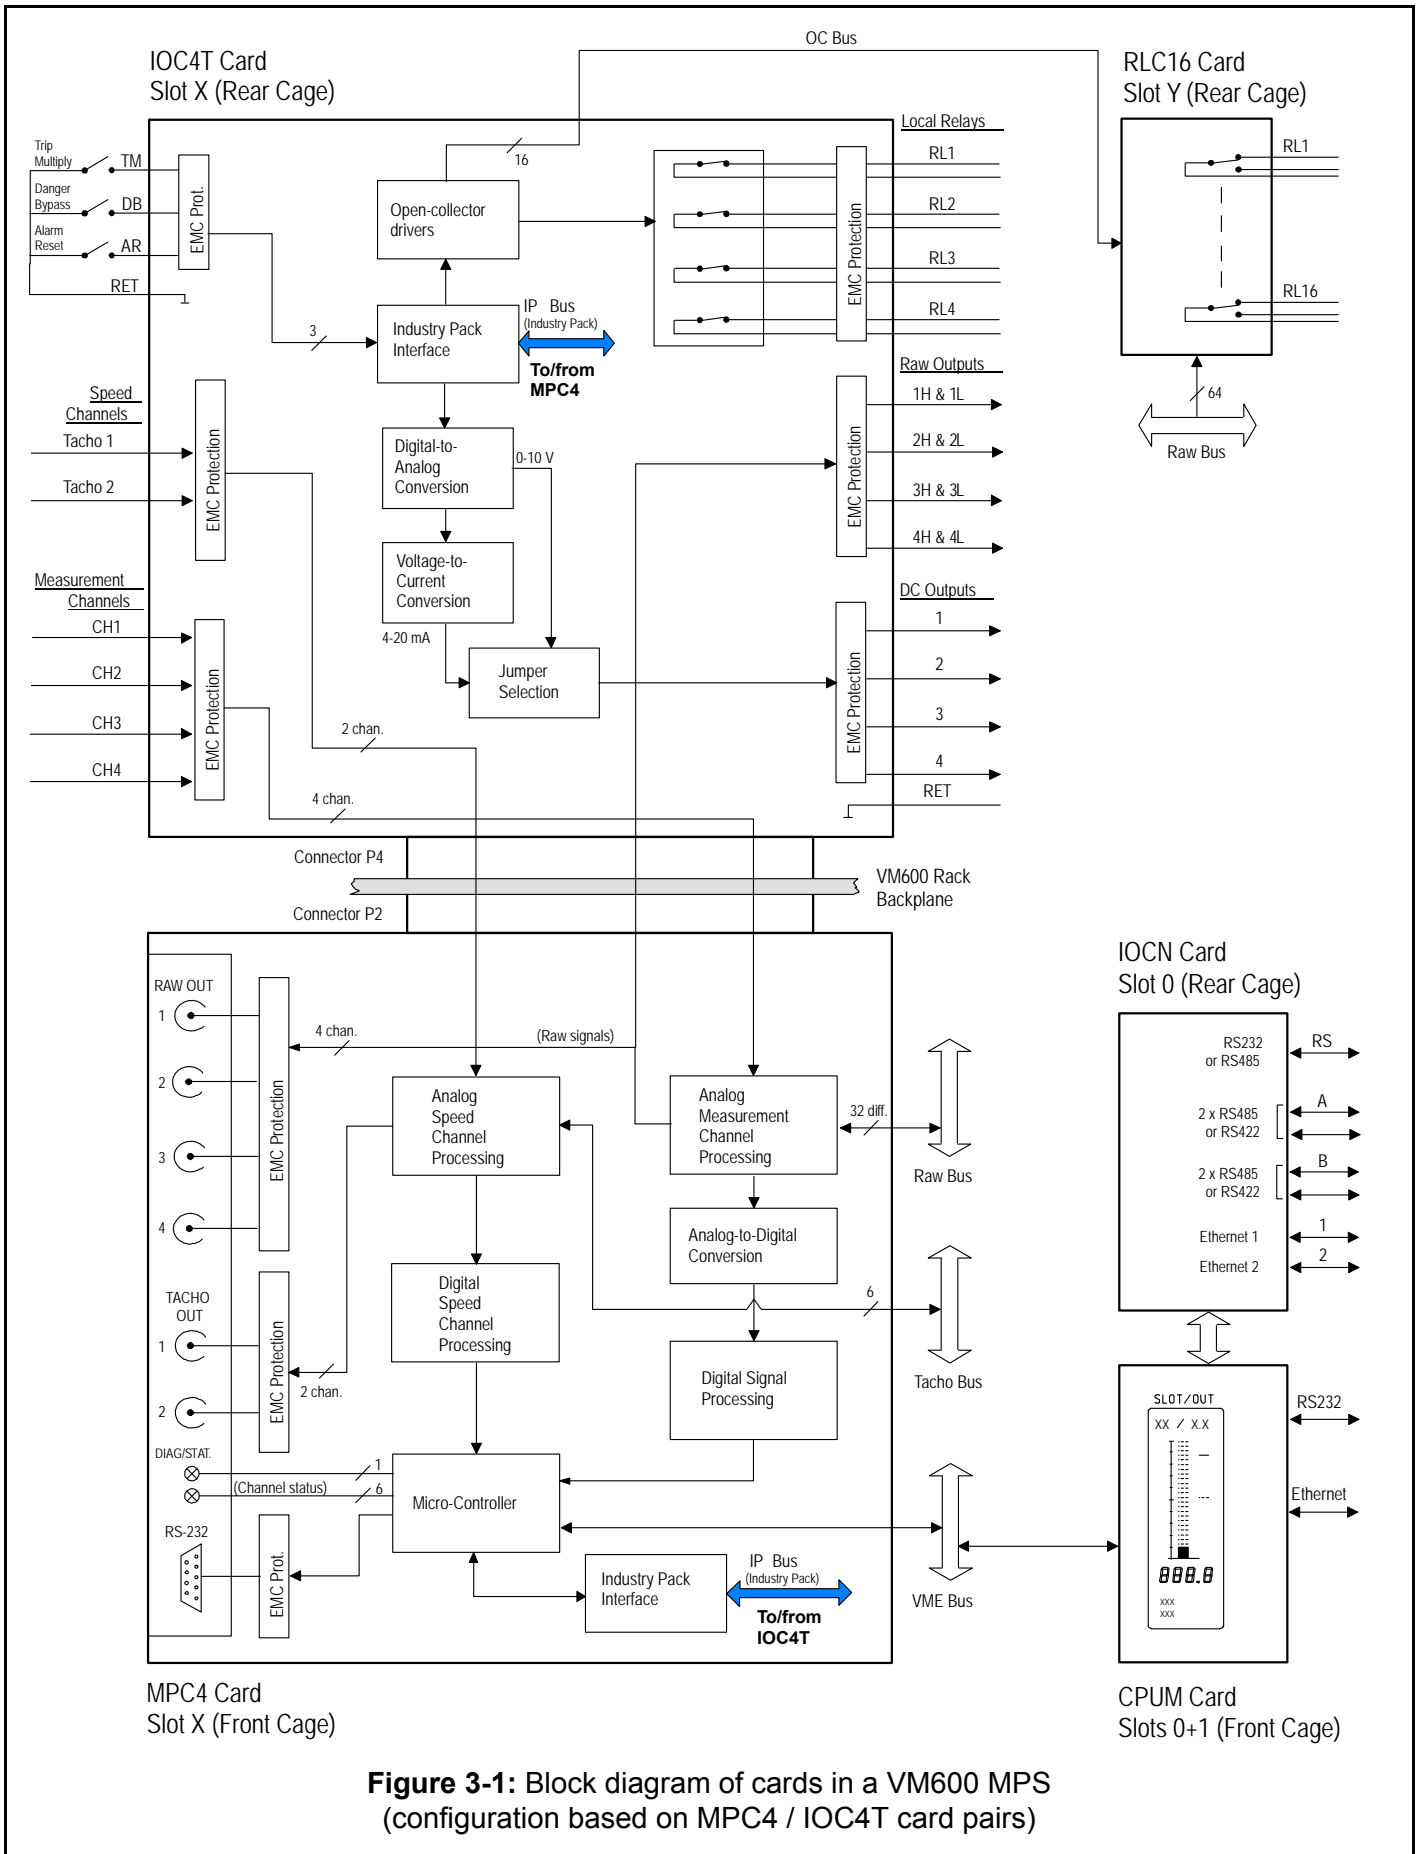 OC Bus
IOC4T Card
Slot X (Rear Cage)
RLC16 Card
Slot Y (Rear Cage)
Trip
Multiply
TM
Danger
Bypass
DB
Alarm
Reset
AR
RET
EMC Prot.
3
16
Open-collector
drivers
Industry Pack
Interface
IP Bus
(Industry Pack)
To/from
MPC4
Local Relays
RL1
RL2
RL3
RL4
EMC Protection
RL1
RL16
64
Raw Bus
Speed
Channels
Tacho 1
Tacho 2
EMC Protection
Digital-to-
Analog
Conversion
0-10 V
Voltage-to-
Current
Conversion
4-20 mA
Jumper
Selection
Raw Outputs
1H & 1L
2H & 2L
3H & 3L
4H & 4L
EMC Protection
Measurement
Channels
CH1
CH2
CH3
CH4
EMC Protection
2 chan.
4 chan.
DC Outputs
1
2
3
4
RET
EMC Protection
Connector P4
VM600 Rack
Backplane
Connector P2
RAW OUT
1
2
3
4
EMC Protection
4 chan.
(Raw signals)
Analog
Speed
Channel
Processing
Analog
Measurement
Channel
Processing
32 diff.
Raw Bus
Analog-to-Digital
Conversion
Digital
Speed
Channel
Processing
6
Tacho Bus
TACHO
OUT
1
2
EMC Protection
2 chan.
Digital Signal
Processing
DIAG/STAT.
(Channel status)
1
6
Micro-Controller
RS-232
EMC Prot.
Industry Pack
Interface
IP Bus
(Industry Pack)
To/from
IOC4T
VME Bus
IOCN Card
Slot 0 (Rear Cage)
RS232
or RS485
RS
2 x RS485
or RS422
A
2 x RS485
or RS422
B
Ethernet 1
1
Ethernet 2
2
SLOT/OUT
XX / X.X
888.8
XXX
XXX
RS232
Ethernet
MPC4 Card
Slot X (Front Cage)
CPUM Card
Slots 0+1 (Front Cage)
Figure 3-1: Block diagram of cards in a VM600 MPS
(configuration based on MPC4 / IOC4T card pairs)